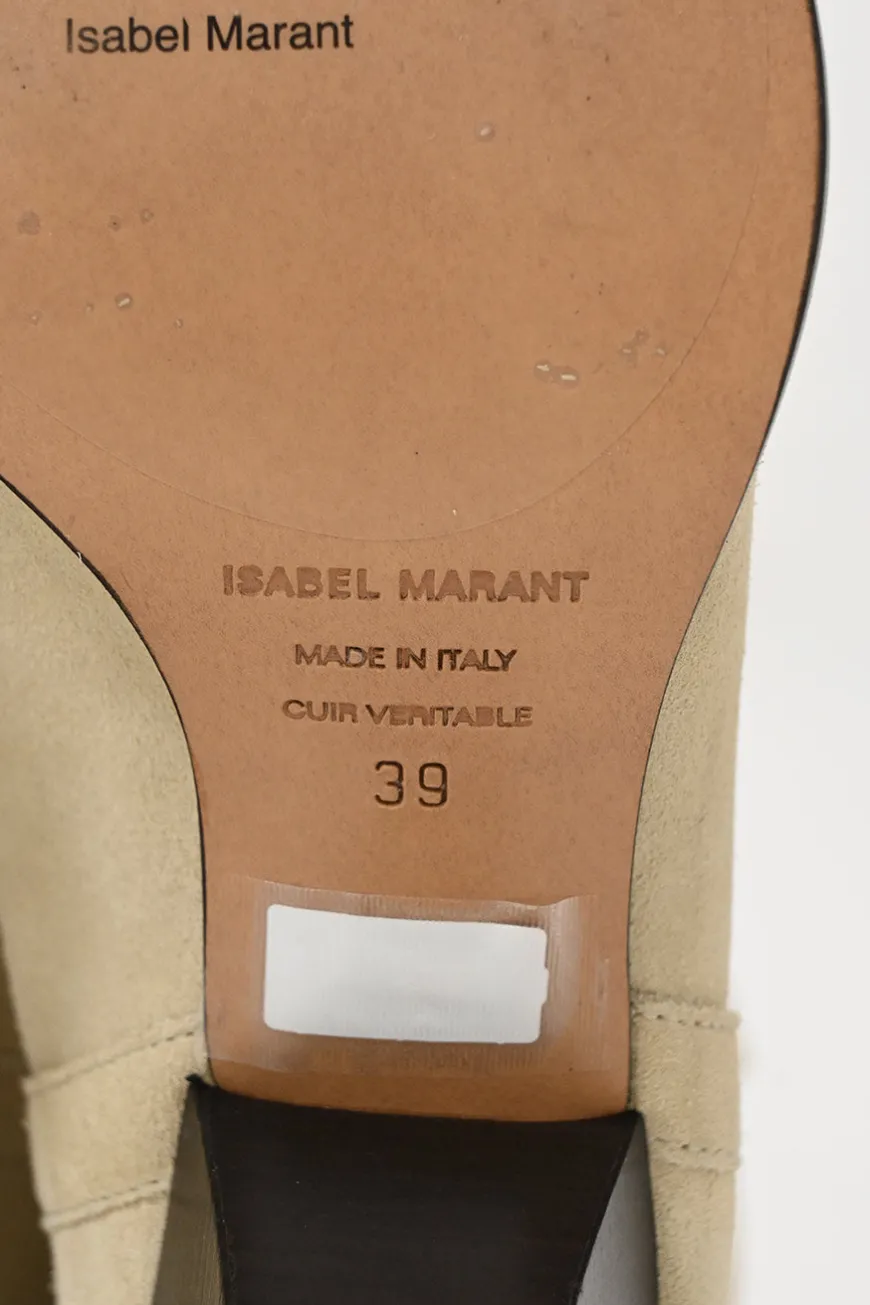 Isabel Marant
ISABEL MARANT
MADE IN ITALY
CUIR VERITABLE
39